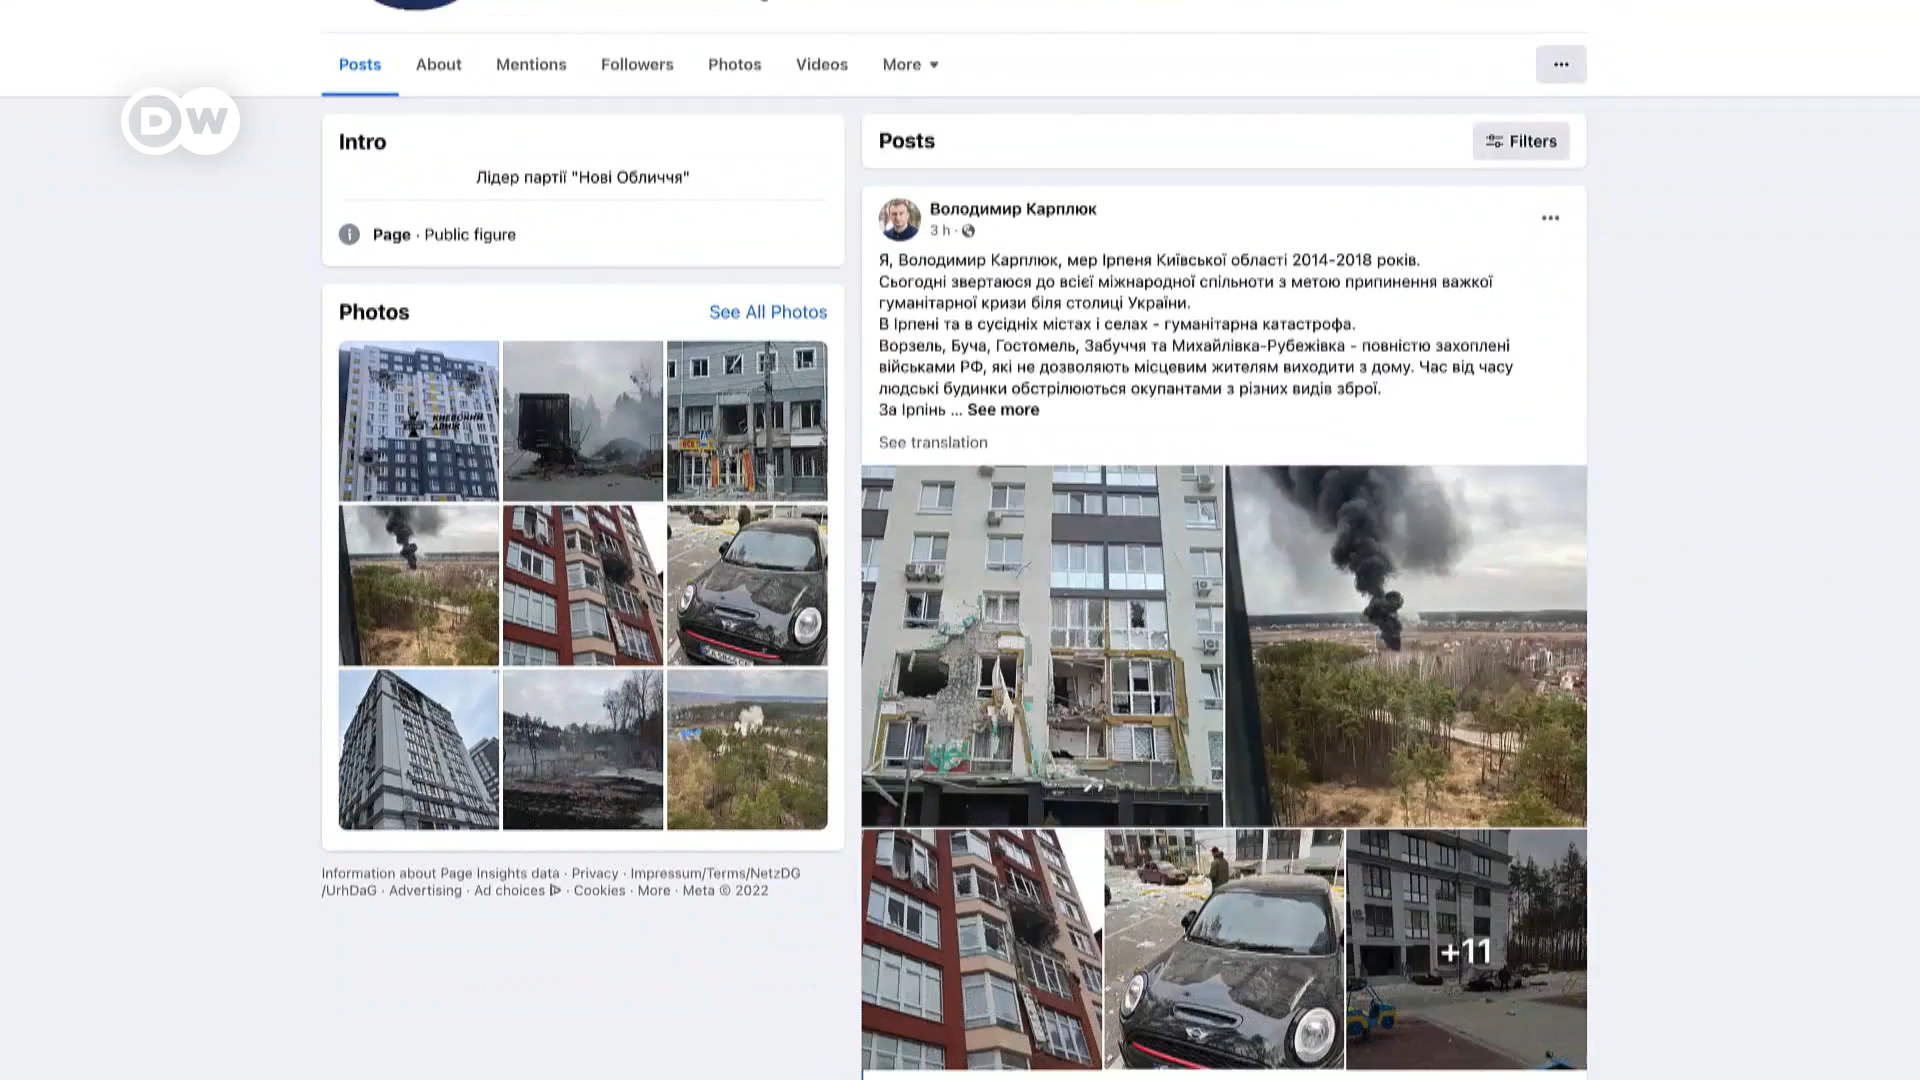 Posts
About
Mentions
Followers
Photos
Videos
More
DW
Intro
Лідер партії "Нові Обличчя"
Page · Public figure
Photos
See All Photos
КИЕВСКИЙ
ДВИЖ
ВСЕ
Information about Page Insights data · Privacy · Impressum/Terms/NetzDG
/UrhDaG · Advertising · Ad choices · Cookies · More · Meta © 2022
Posts
Filters
Володимир Карплюк
3 h ·
Я, Володимир Карплюк, мер Ірпеня Київської області 2014-2018 років.
Сьогодні звертаюся до всієї міжнародної спільноти з метою припинення важкої
гуманітарної кризи біля столиці України.
В Ірпені та в сусідніх містах і селах - гуманітарна катастрофа.
Ворзель, Буча, Гостомель, Забуччя та Михайлівка-Рубежівка - повністю захоплені
військами РФ, які не дозволяють місцевим жителям виходити з дому. Час від часу
людські будинки обстрілюються окупантами з різних видів зброї.
За Ірпінь ... See more
See translation
+11